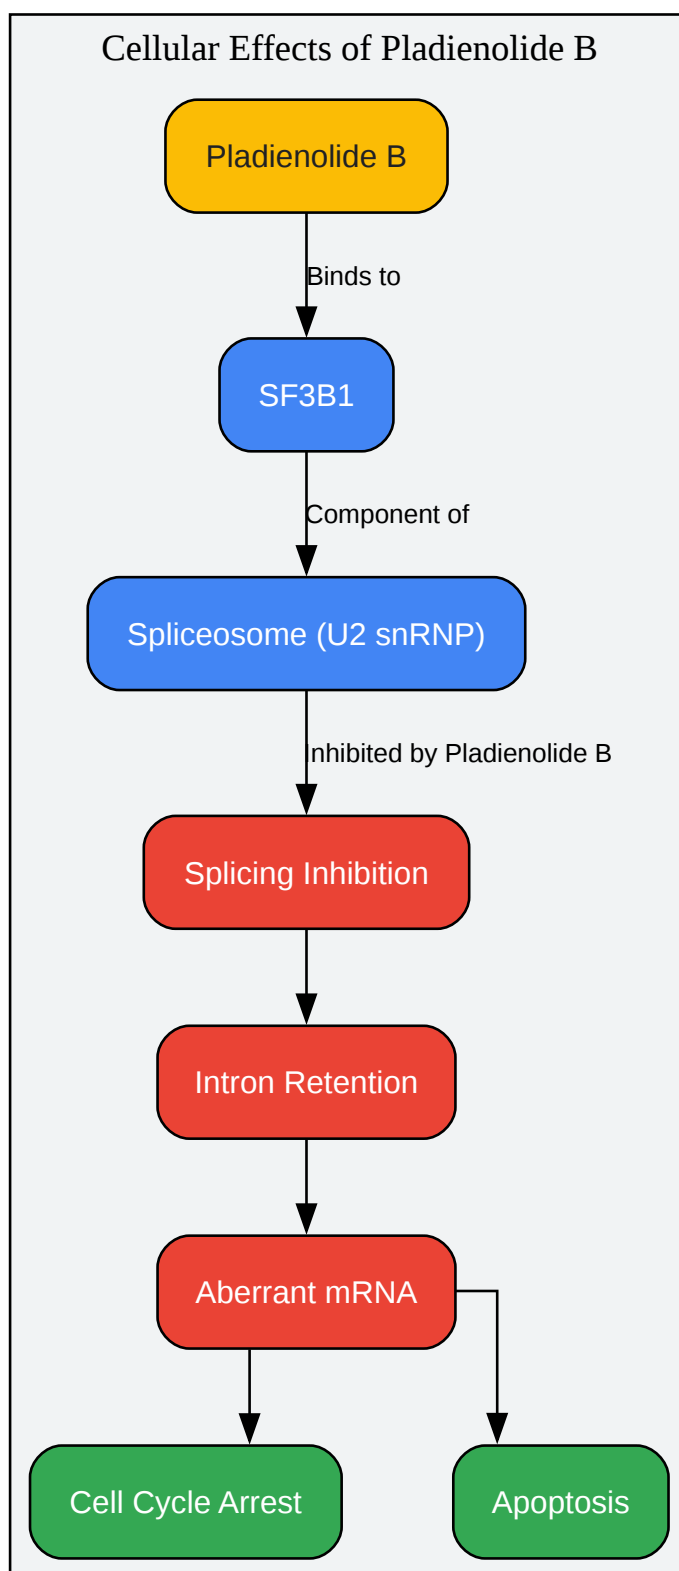 Cellular Effects of Pladienolide B
Pladienolide B
Binds to
SF3B1
Component of
Spliceosome (U2 snRNP)
Inhibited by Pladienolide B
Splicing Inhibition
Intron Retention
Aberrant mRNA
Cell Cycle Arrest
Apoptosis